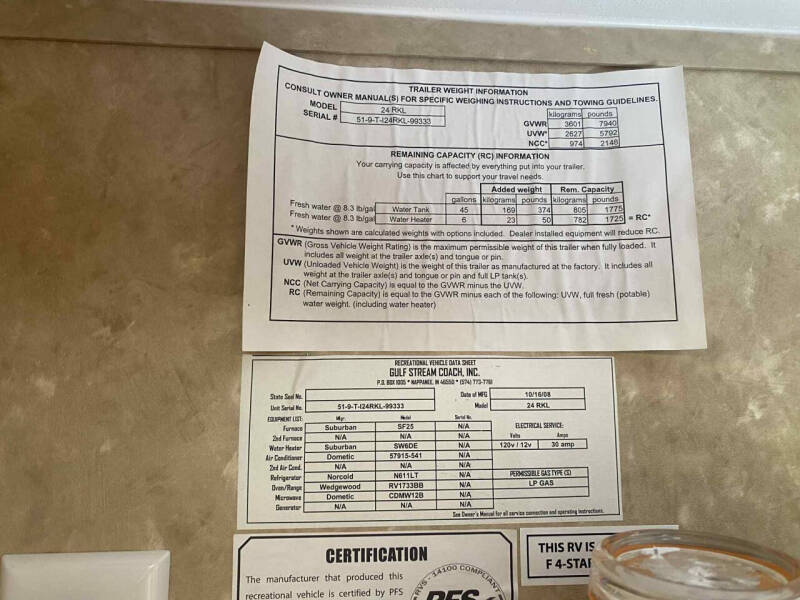 TRAILER WEIGHT INFORMATION
CONSULT OWNER MANUAL(S) FOR SPECIFIC WEIGHING INSTRUCTIONS AND TOWING GUIDELINES.
MODEL 24 RKL
SERIAL # 51-9-T-I24RKL-99333
kilograms pounds
GVWR 3601 7940
UVW* 2627 5792
NCC* 974 2148
REMAINING CAPACITY (RC) INFORMATION
Your carrying capacity is affected by everything put into your trailer.
Use this chart to support your travel needs.
Added weight Rem. Capacity
gallons kilograms pounds kilograms pounds
Fresh water @ 8.3 lb/gal Water Tank 45 169 374 805 1775
Fresh water @ 8.3 lb/gal Water Heater 6 23 50 782 1725 = RC*
* Weights shown are calculated weights with options included. Dealer installed equipment will reduce RC.
GVWR (Gross Vehicle Weight Rating) is the maximum permissible weight of this trailer when fully loaded. It
includes all weight at the trailer axle(s) and tongue or pin.
UVW (Unloaded Vehicle Weight) is the weight of this trailer as manufactured at the factory. It includes all
weight at the trailer axle(s) and tongue or pin and full LP tank(s).
NCC (Net Carrying Capacity) is equal to the GVWR minus the UVW.
RC (Remaining Capacity) is equal to the GVWR minus each of the following: UVW, full fresh (potable)
water weight. (including water heater)
RECREATIONAL VEHICLE DATA SHEET
GULF STREAM COACH, INC.
P.O. BOX 1005 * NAPPANEE, IN 46550 * (574) 773-7761
State Seal No. Date of MFG 10/16/08
Unit Serial No. 51-9-T-I24RKL-99333 Model 24 RKL
EQUIPMENT LIST: Mfgr. Model Serial No.
Furnace Suburban SF25 N/A ELECTRICAL SERVICE:
2nd Furnace N/A N/A N/A Volts Amps
Water Heater Suburban SW6DE N/A 120v / 12v 30 amp
Air Conditioner Dometic 57915-541 N/A
2nd Air Cond. N/A N/A N/A
Refrigerator Norcold N611LT N/A PERMISSIBLE GAS TYPE (S)
Oven/Range Wedgewood RV1733BB N/A LP GAS
Microwave Dometic CDMW12B N/A
Generator N/A N/A N/A
See Owner's Manual for all service connection and operating instructions.
CERTIFICATION
The manufacturer that produced this
recreational vehicle is certified by PFS
RVS - 14100 COMPLIANT
PFS
THIS RV IS
F 4-STAR